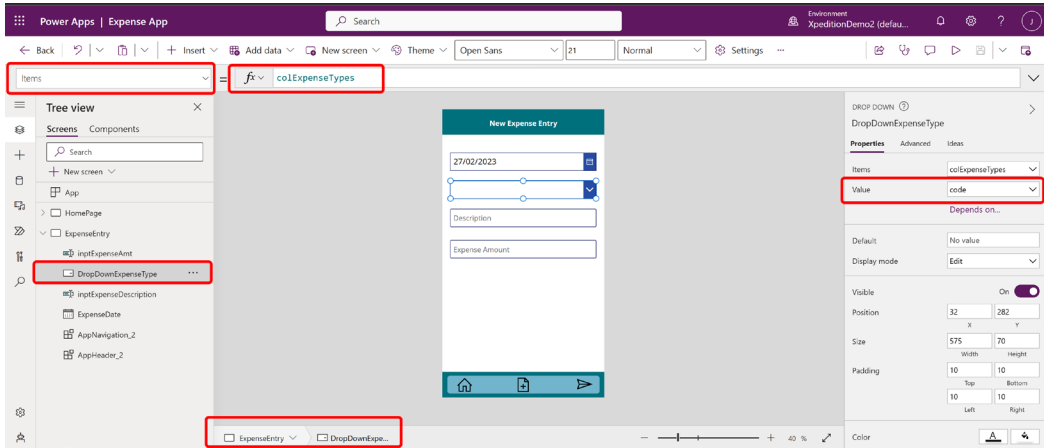 Power Apps | Expense App
Search
Environment
XpeditionDemo2 (defau...
J
Back
Insert
Add data
New screen
Theme
Open Sans
21
Normal
Settings
Items
=
fx
colExpenseTypes
Tree view
Screens
Components
Search
New screen
App
HomePage
ExpenseEntry
inptExpenseAmt
DropDownExpenseType
inptExpenseDescription
ExpenseDate
AppNavigation_2
AppHeader_2
New Expense Entry
27/02/2023
Description
Expense Amount
ExpenseEntry
DropDownExpe...
40 %
DROP DOWN
DropDownExpenseType
Properties
Advanced
Ideas
Items
colExpenseTypes
Value
code
Depends on...
Default
No value
Display mode
Edit
Visible
On
Position
32
282
X
Y
Size
575
70
Width
Height
Padding
10
10
Top
Bottom
10
10
Left
Right
Color
A